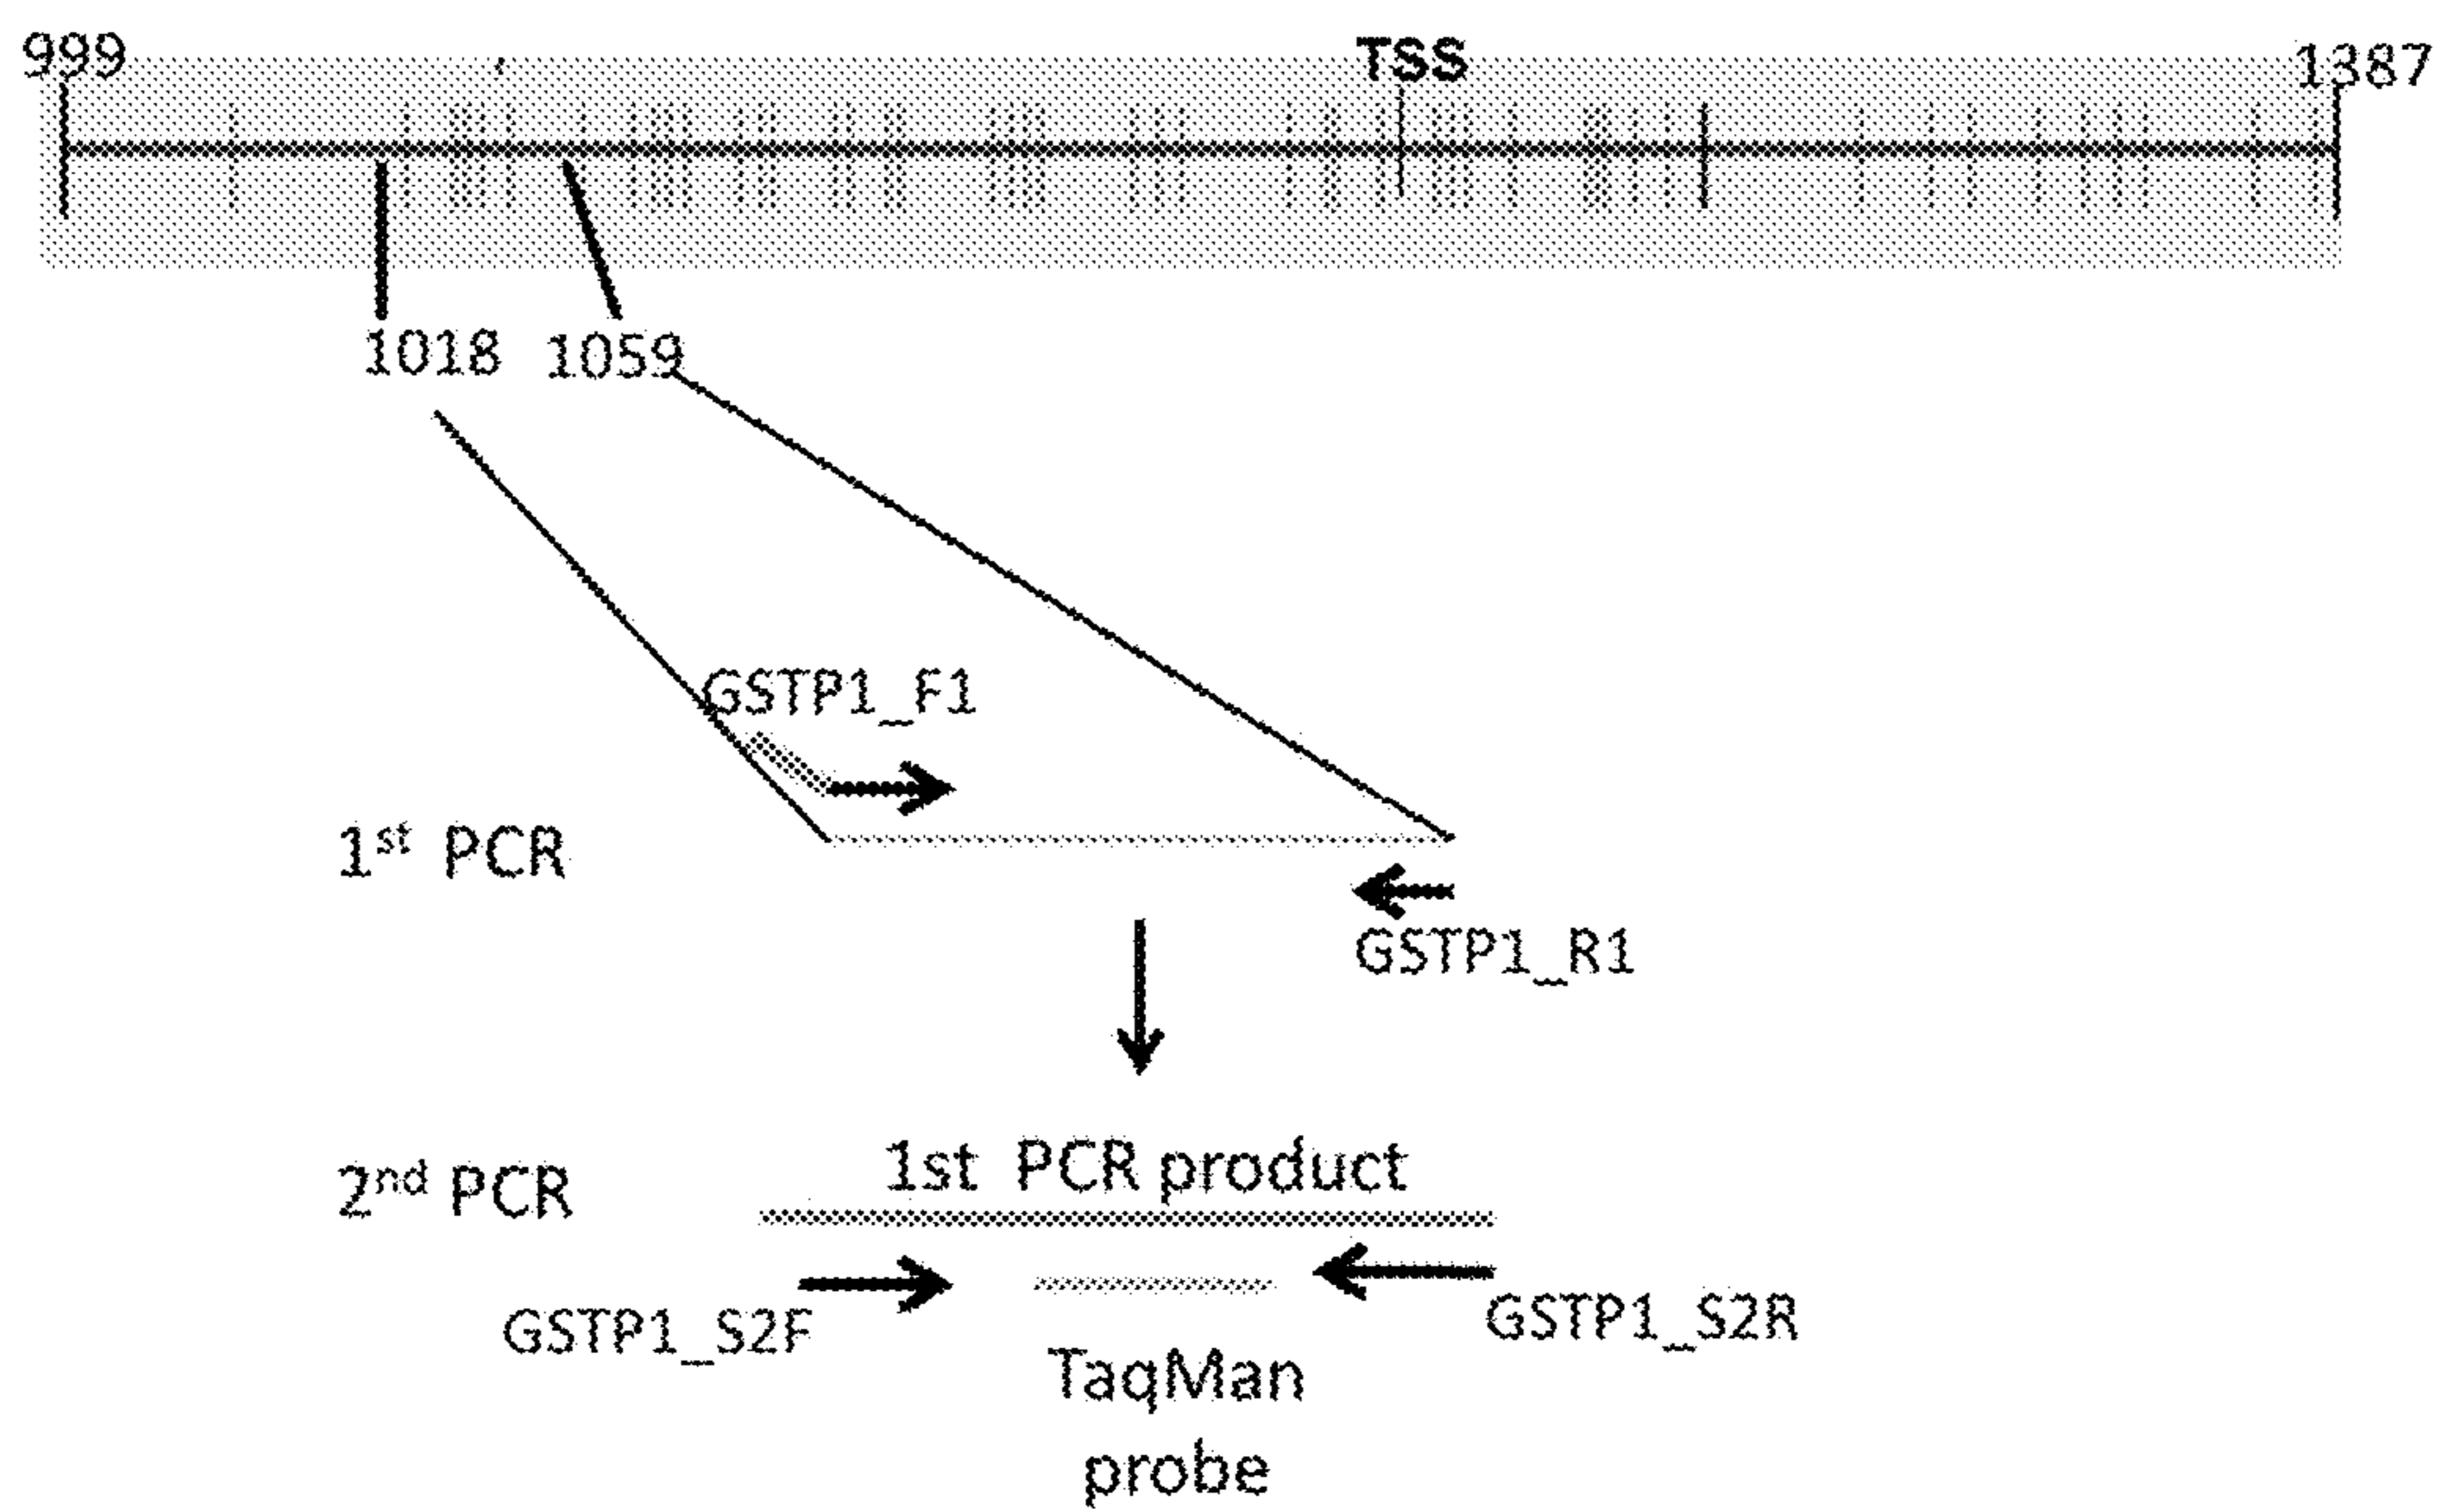 999
TSS
1387
1018
1059
GSTP1_F1
1st PCR
GSTP1_R1
2nd PCR
1st PCR product
GSTP1_S2F
GSTP1_S2R
TaqMan
probe